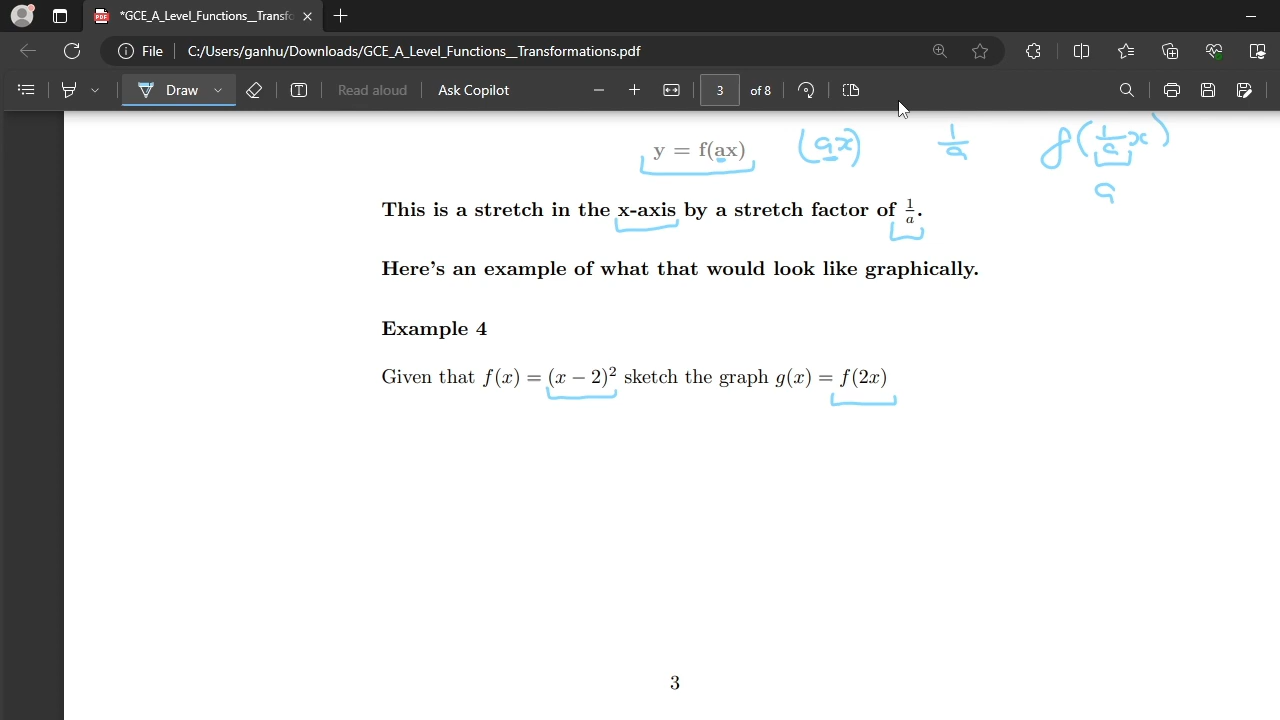 *GCE_A_Level_Functions__Transfo
File C:/Users/ganhu/Downloads/GCE_A_Level_Functions__Transformations.pdf
Draw Read aloud Ask Copilot 3 of 8
y = f(ax) (ax) 1/a f(1/a x)
a
This is a stretch in the x-axis by a stretch factor of 1/a.
Here's an example of what that would look like graphically.
Example 4
Given that f(x) = (x − 2)² sketch the graph g(x) = f(2x)
3